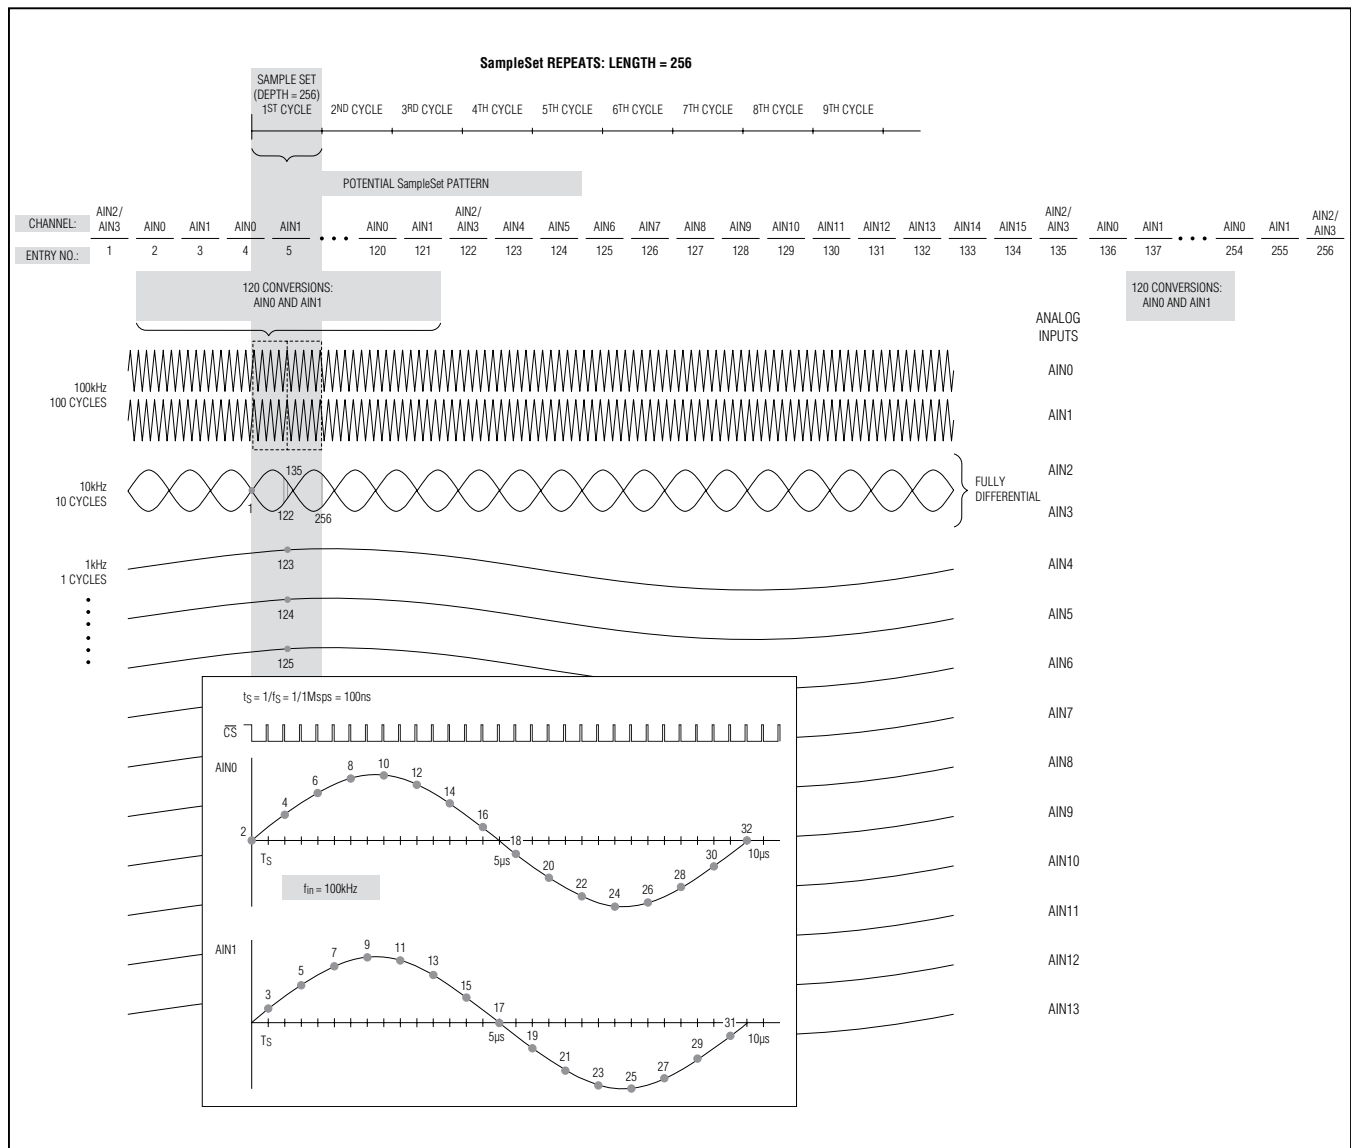 SampleSet REPEATS: LENGTH = 256
SAMPLE SET
(DEPTH = 256)
1ST CYCLE 2ND CYCLE 3RD CYCLE 4TH CYCLE 5TH CYCLE 6TH CYCLE 7TH CYCLE 8TH CYCLE 9TH CYCLE
POTENTIAL SampleSet PATTERN
CHANNEL: AIN2/AIN3 AIN0 AIN1 AIN0 AIN1 • • • AIN0 AIN1 AIN2/AIN3 AIN4 AIN5 AIN6 AIN7 AIN8 AIN9 AIN10 AIN11 AIN12 AIN13 AIN14 AIN15 AIN2/AIN3 AIN0 AIN1 • • • AIN0 AIN1 AIN2/AIN3
ENTRY NO.: 1 2 3 4 5 120 121 122 123 124 125 126 127 128 129 130 131 132 133 134 135 136 137 254 255 256
120 CONVERSIONS:
AIN0 AND AIN1
120 CONVERSIONS:
AIN0 AND AIN1
ANALOG
INPUTS
100kHz
100 CYCLES
AIN0
AIN1
10kHz
10 CYCLES
1
122
135
256
FULLY
DIFFERENTIAL
AIN2
AIN3
1kHz
1 CYCLES
123
AIN4
124
AIN5
125
AIN6
AIN7
AIN8
AIN9
AIN10
AIN11
AIN12
AIN13
tS = 1/fS = 1/1Msps = 100ns
CS
AIN0
2 4 6 8 10 12 14 16 18 20 22 24 26 28 30 32
TS 5µs 10µs
fin = 100kHz
AIN1
3 5 7 9 11 13 15 17 19 21 23 25 27 29 31
TS 5µs 10µs